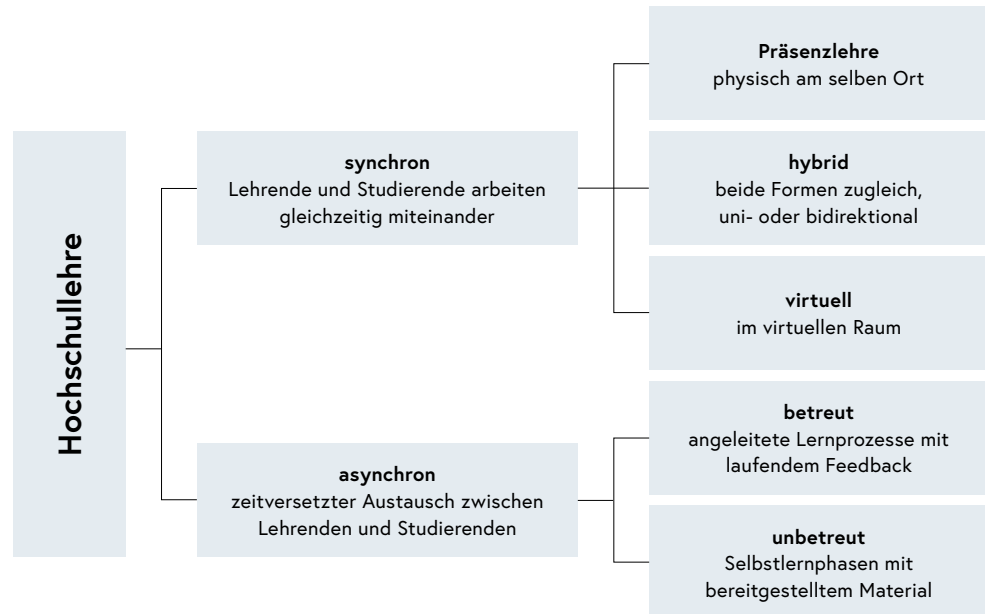 Hochschullehre
synchron
Lehrende und Studierende arbeiten
gleichzeitig miteinander
Präsenzlehre
physisch am selben Ort
hybrid
beide Formen zugleich,
uni- oder bidirektional
virtuell
im virtuellen Raum
asynchron
zeitversetzter Austausch zwischen
Lehrenden und Studierenden
betreut
angeleitete Lernprozesse mit
laufendem Feedback
unbetreut
Selbstlernphasen mit
bereitgestelltem Material